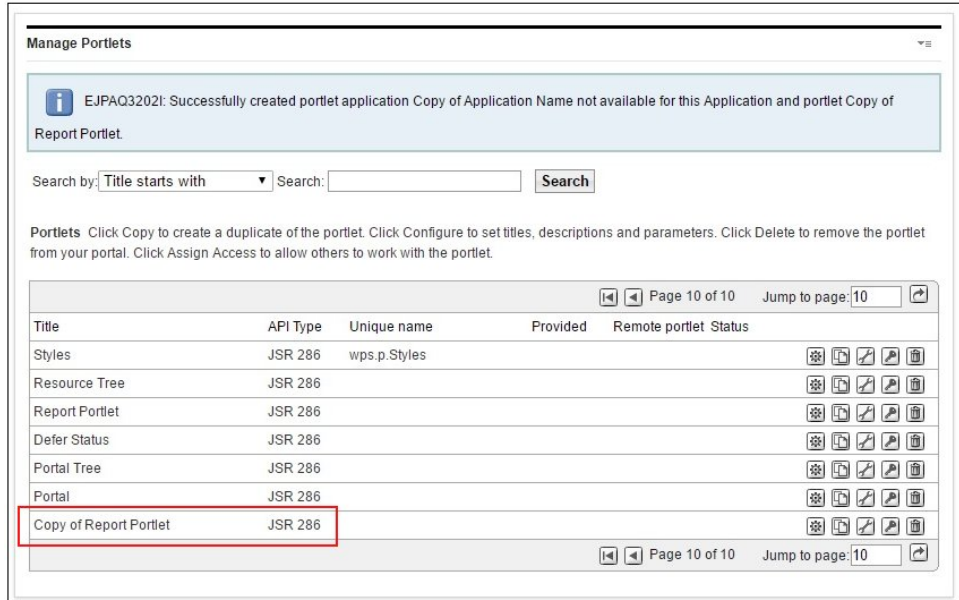 Manage Portlets
EJPAQ3202I: Successfully created portlet application Copy of Application Name not available for this Application and portlet Copy of
Report Portlet.
Search by: Title starts with Search: Search
Portlets Click Copy to create a duplicate of the portlet. Click Configure to set titles, descriptions and parameters. Click Delete to remove the portlet
from your portal. Click Assign Access to allow others to work with the portlet.
Page 10 of 10 Jump to page: 10
Title API Type Unique name Provided Remote portlet Status
Styles JSR 286 wps.p.Styles
Resource Tree JSR 286
Report Portlet JSR 286
Defer Status JSR 286
Portal Tree JSR 286
Portal JSR 286
Copy of Report Portlet JSR 286
Page 10 of 10 Jump to page: 10